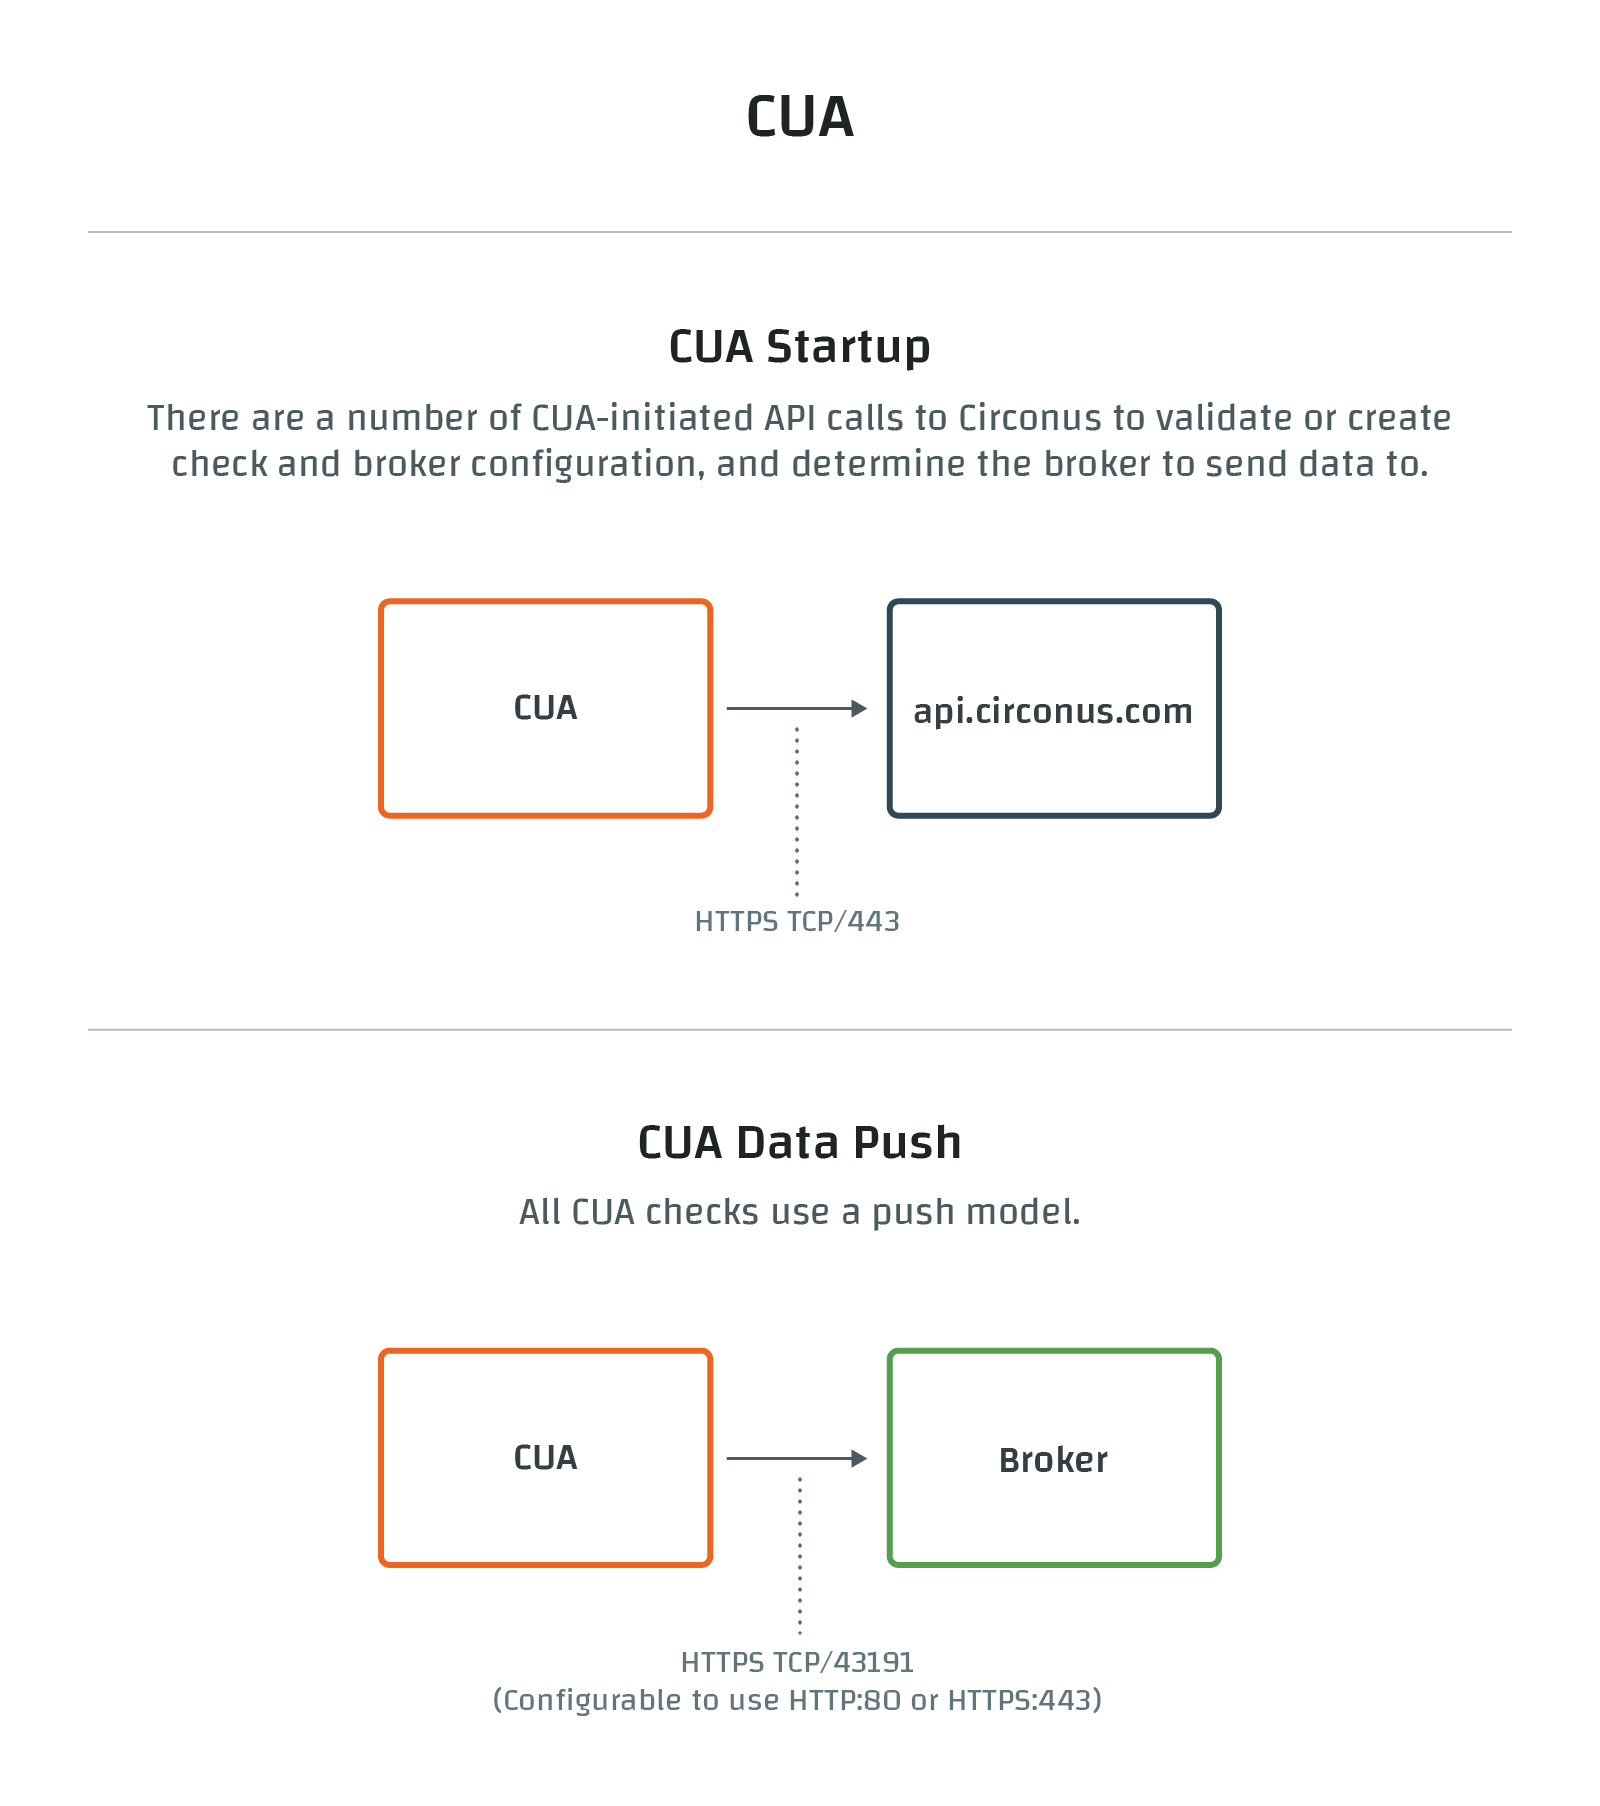 CUA
CUA Startup
There are a number of CUA-initiated API calls to Circonus to validate or create
check and broker configuration, and determine the broker to send data to.
CUA
api.circonus.com
HTTPS TCP/443
CUA Data Push
All CUA checks use a push model.
CUA
Broker
HTTPS TCP/43191
(Configurable to use HTTP:80 or HTTPS:443)